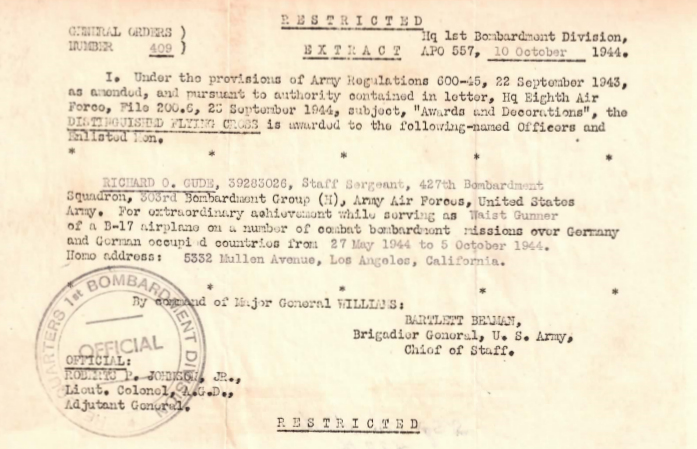 RESTRICTED
GENERAL ORDERS )
NUMBER 409 )
Hq 1st Bombardment Division,
EXTRACT APO 557, 10 October 1944.
I. Under the provisions of Army Regulations 600-45, 22 September 1943,
as amended, and pursuant to authority contained in letter, Hq Eighth Air
Force, File 200.6, 23 September 1944, subject, "Awards and Decorations", the
DISTINGUISHED FLYING CROSS is awarded to the following-named Officers and
Enlisted Men.
* * * * *
RICHARD O. GUDE, 39283026, Staff Sergeant, 427th Bombardment
Squadron, 303rd Bombardment Group (H), Army Air Forces, United States
Army. For extraordinary achievement while serving as Waist Gunner
of a B-17 airplane on a number of combat bombardment missions over Germany
and German occupied countries from 27 May 1944 to 5 October 1944.
Home address: 5332 Mullen Avenue, Los Angeles, California.
* * * * *
By command of Major General WILLIAMS:
BARTLETT BEAMAN,
Brigadier General, U. S. Army,
Chief of Staff.
OFFICIAL:
ROBERTO P. JOHNSON, JR.,
Lieut. Colonel, A.G.D.,
Adjutant General.
HEADQUARTERS 1st BOMBARDMENT DIVISION
OFFICIAL
RESTRICTED